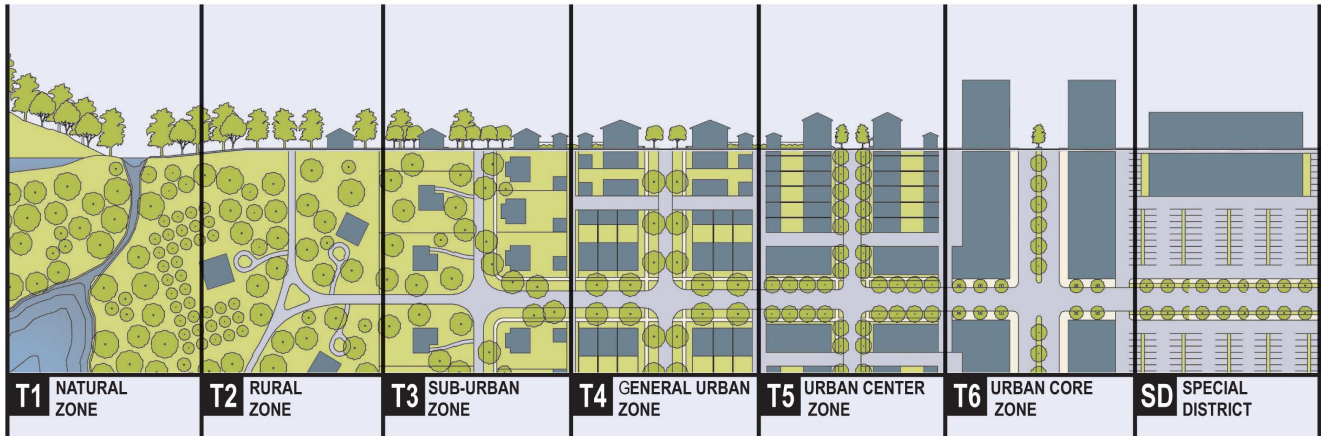 T1 NATURAL
ZONE
T2 RURAL
ZONE
T3 SUB-URBAN
ZONE
T4 GENERAL URBAN
ZONE
T5 URBAN CENTER
ZONE
T6 URBAN CORE
ZONE
SD SPECIAL
DISTRICT